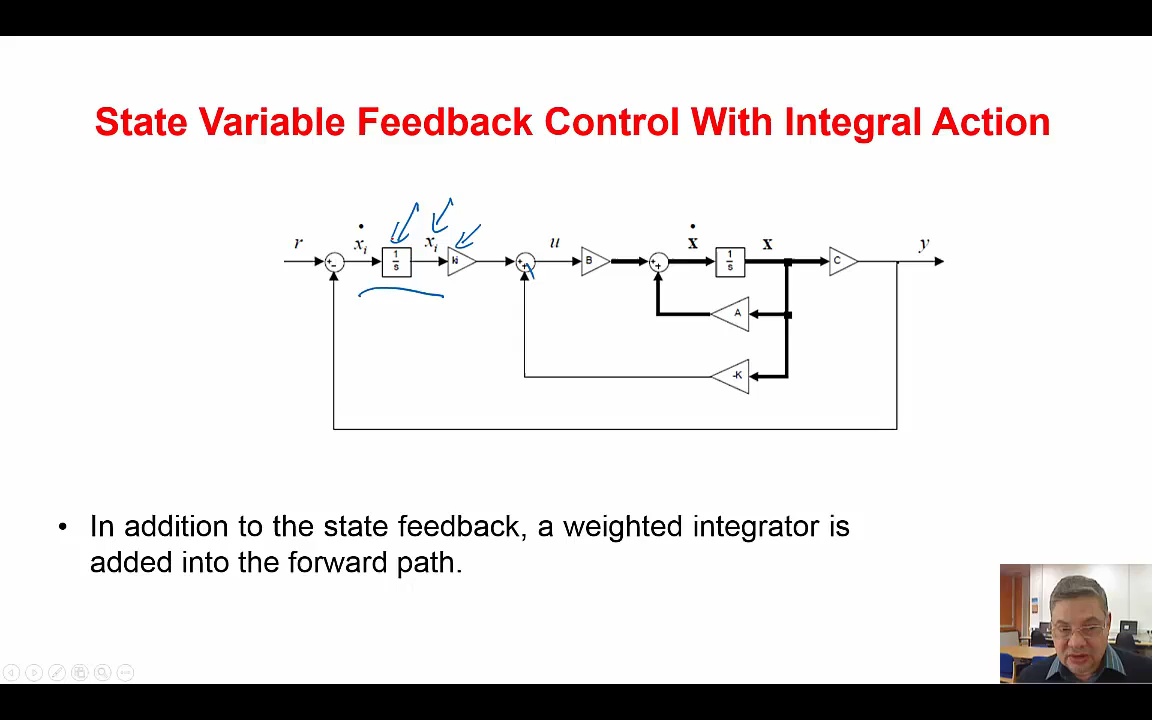 State Variable Feedback Control With Integral Action
r ẋi xi u ẋ x y
1/s ki B 1/s C
A
-K
• In addition to the state feedback, a weighted integrator is
added into the forward path.